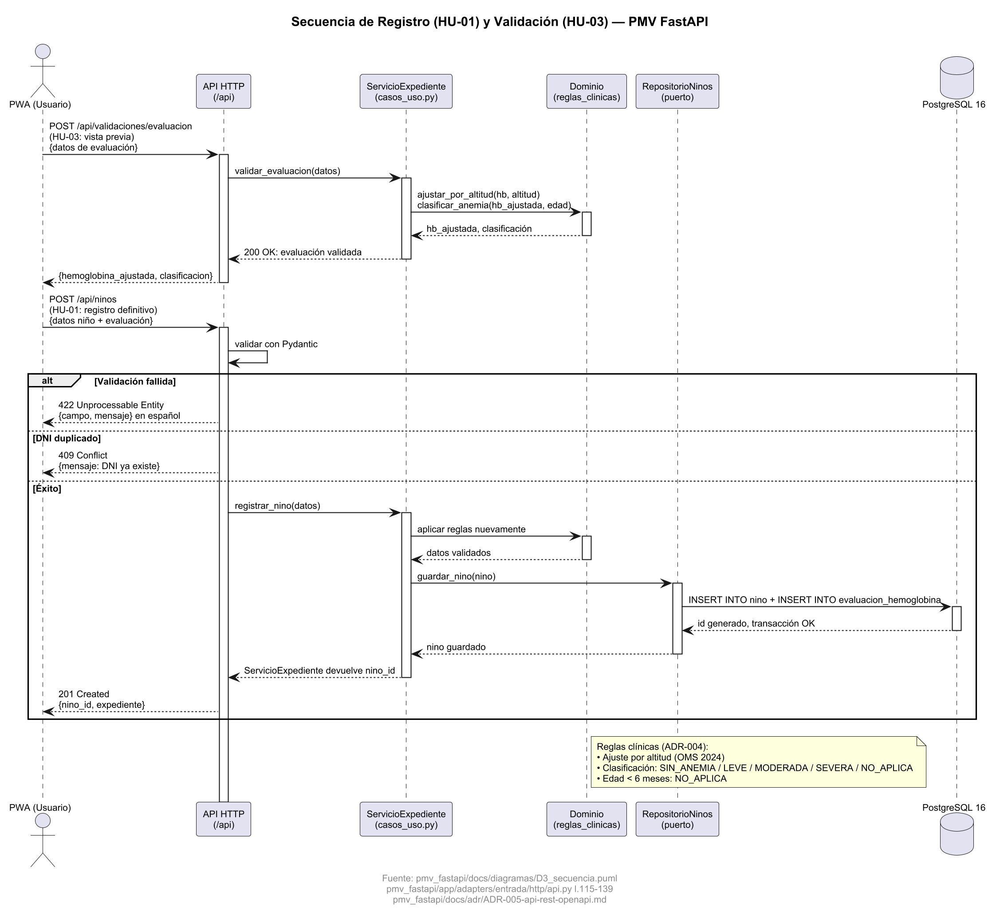 Secuencia de Registro (HU-01) y Validación (HU-03) — PMV FastAPI
PWA (Usuario)
API HTTP
(/api)
ServicioExpediente
(casos_uso.py)
Dominio
(reglas_clinicas)
RepositorioNinos
(puerto)
PostgreSQL 16
POST /api/validaciones/evaluacion
(HU-03: vista previa)
{datos de evaluación}
validar_evaluacion(datos)
ajustar_por_altitud(hb, altitud)
clasificar_anemia(hb_ajustada, edad)
hb_ajustada, clasificación
200 OK: evaluación validada
{hemoglobina_ajustada, clasificacion}
POST /api/ninos
(HU-01: registro definitivo)
{datos niño + evaluación}
validar con Pydantic
alt
[Validación fallida]
422 Unprocessable Entity
{campo, mensaje} en español
[DNI duplicado]
409 Conflict
{mensaje: DNI ya existe}
[Éxito]
registrar_nino(datos)
aplicar reglas nuevamente
datos validados
guardar_nino(nino)
INSERT INTO nino + INSERT INTO evaluacion_hemoglobina
id generado, transacción OK
nino guardado
ServicioExpediente devuelve nino_id
201 Created
{nino_id, expediente}
Reglas clínicas (ADR-004):
• Ajuste por altitud (OMS 2024)
• Clasificación: SIN_ANEMIA / LEVE / MODERADA / SEVERA / NO_APLICA
• Edad < 6 meses: NO_APLICA
PWA (Usuario)
API HTTP
(/api)
ServicioExpediente
(casos_uso.py)
Dominio
(reglas_clinicas)
RepositorioNinos
(puerto)
PostgreSQL 16
Fuente: pmv_fastapi/docs/diagramas/D3_secuencia.puml
pmv_fastapi/app/adapters/entrada/http/api.py l.115-139
pmv_fastapi/docs/adr/ADR-005-api-rest-openapi.md